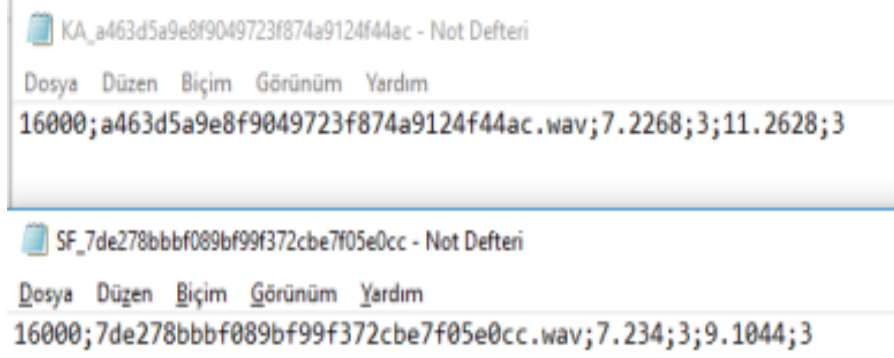 KA_a463d5a9e8f9049723f874a9124f44ac - Not Defteri
Dosya Düzen Biçim Görünüm Yardım
16000;a463d5a9e8f9049723f874a9124f44ac.wav;7.2268;3;11.2628;3
SF_7de278bbbf089bf99f372cbe7f05e0cc - Not Defteri
Dosya Düzen Biçim Görünüm Yardım
16000;7de278bbbf089bf99f372cbe7f05e0cc.wav;7.234;3;9.1044;3